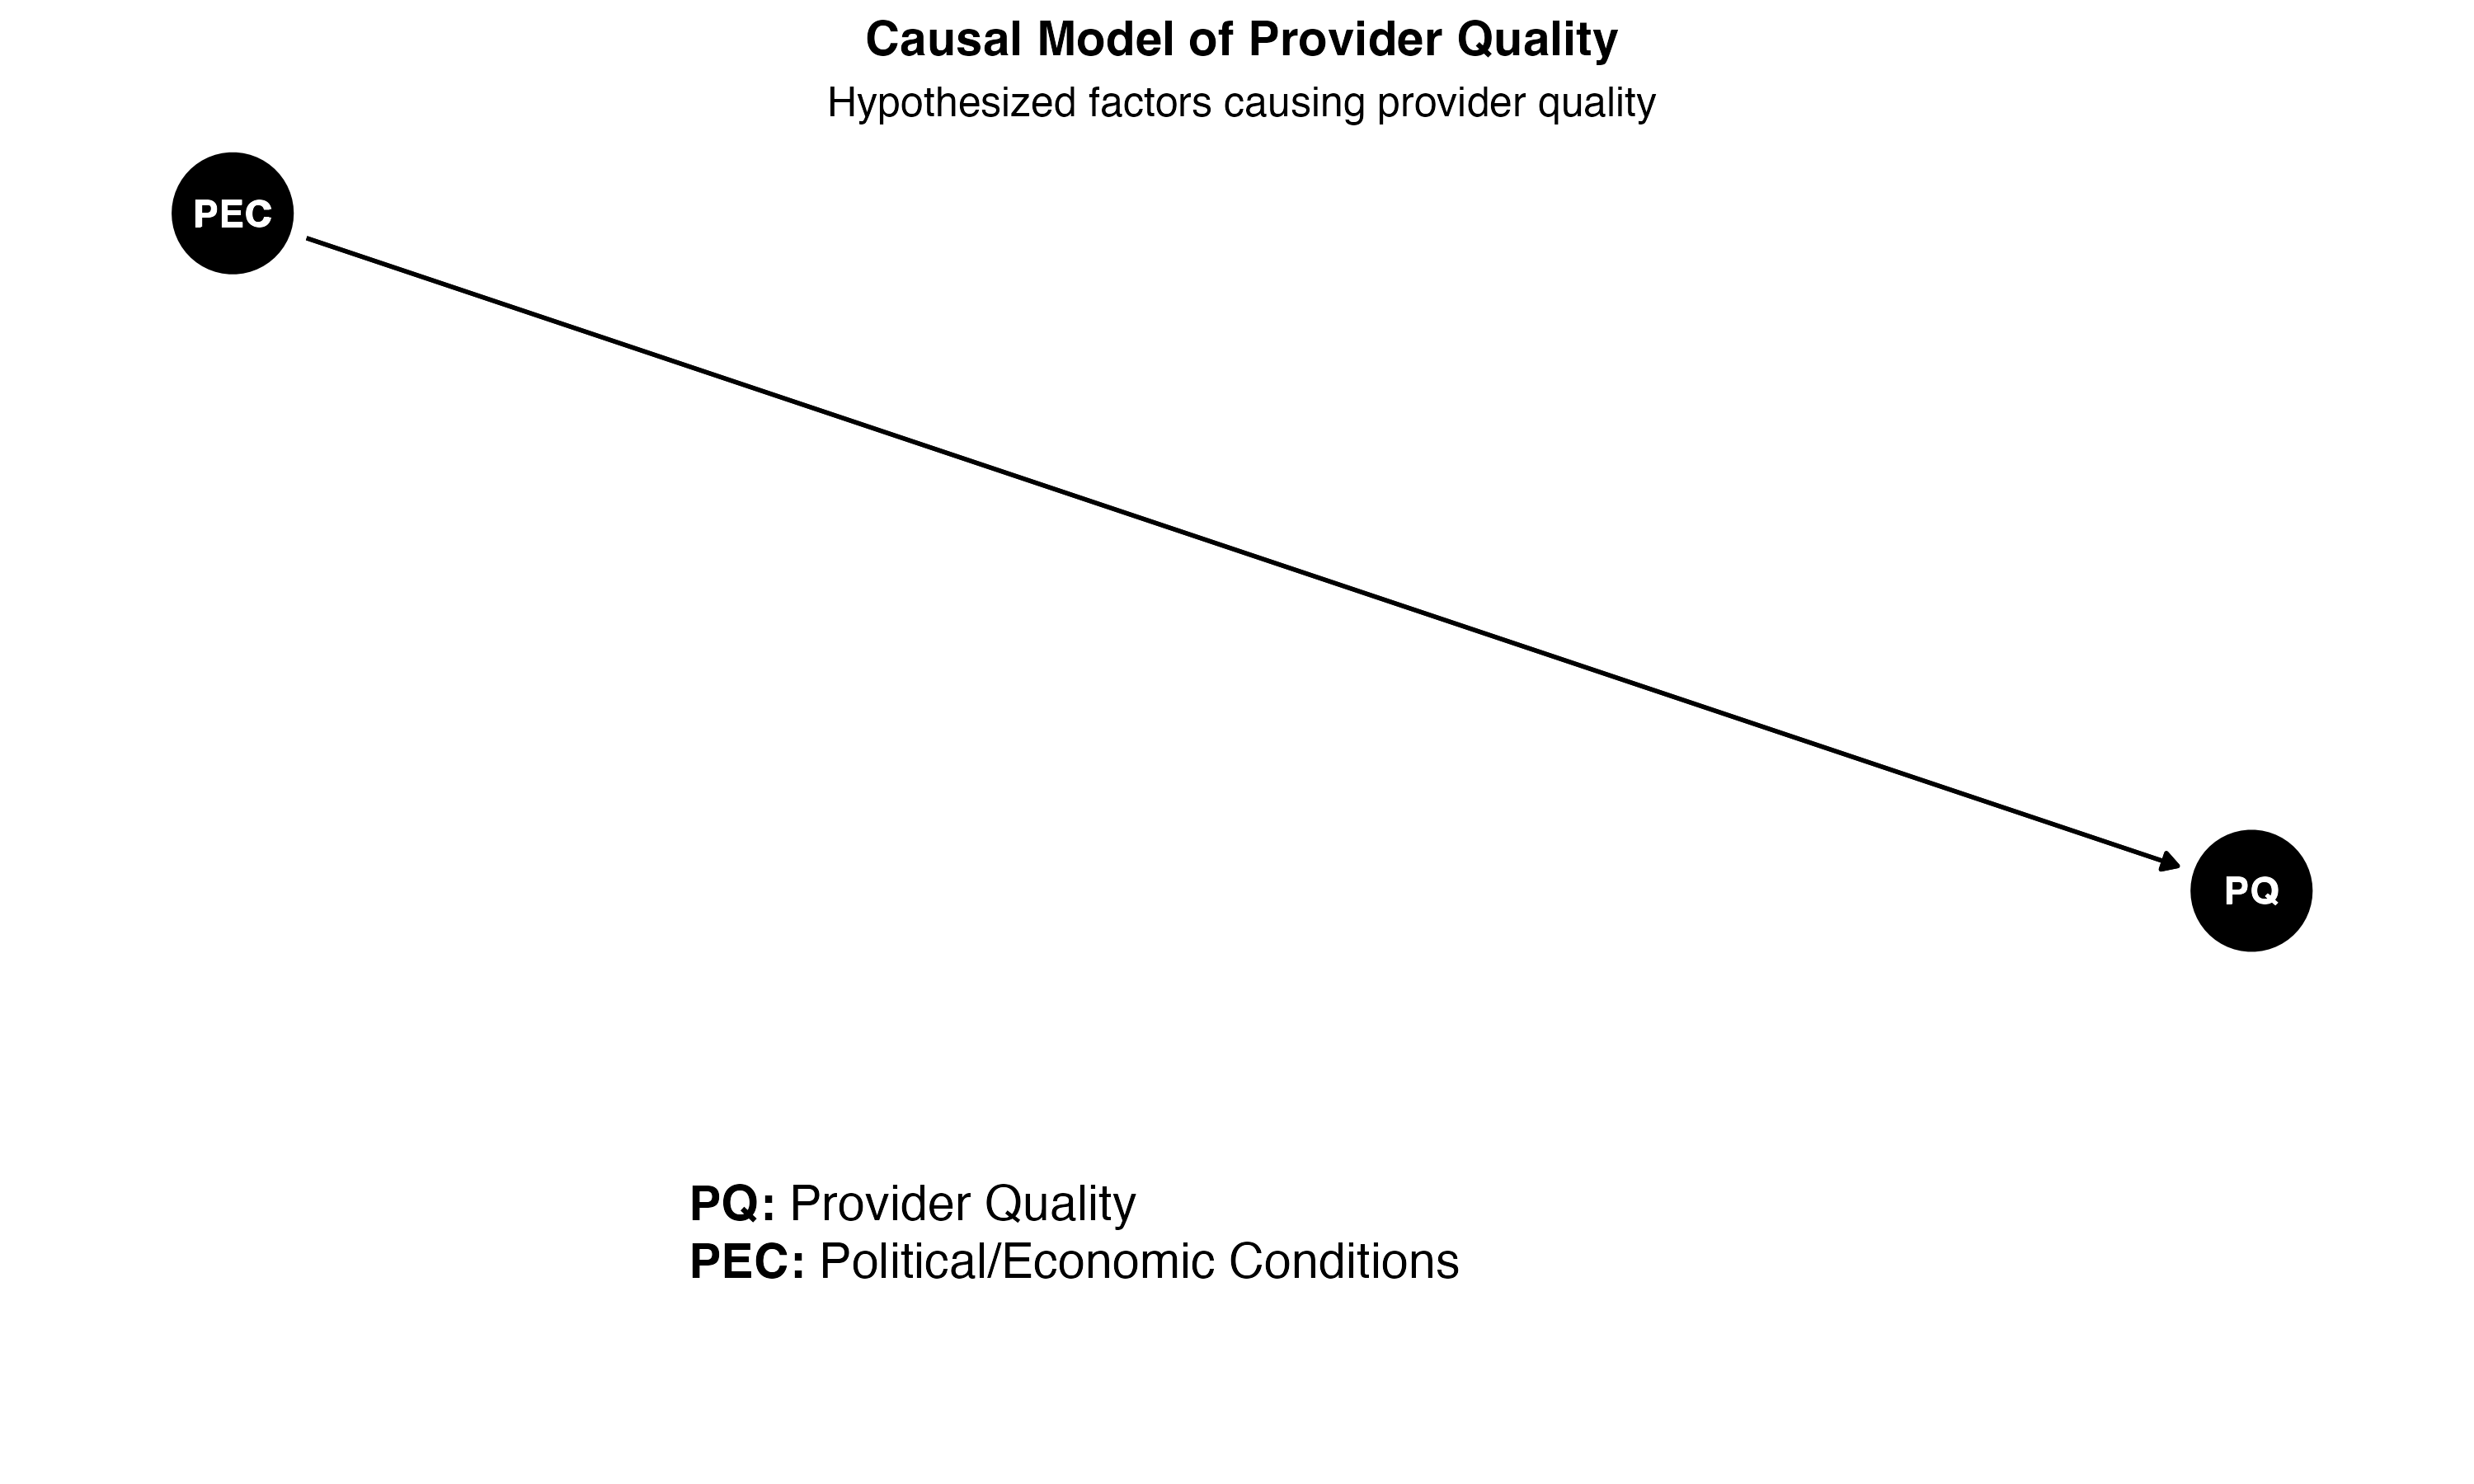 Causal Model of Provider Quality
Hypothesized factors causing provider quality
PEC
PQ
PQ: Provider Quality
PEC: Political/Economic Conditions